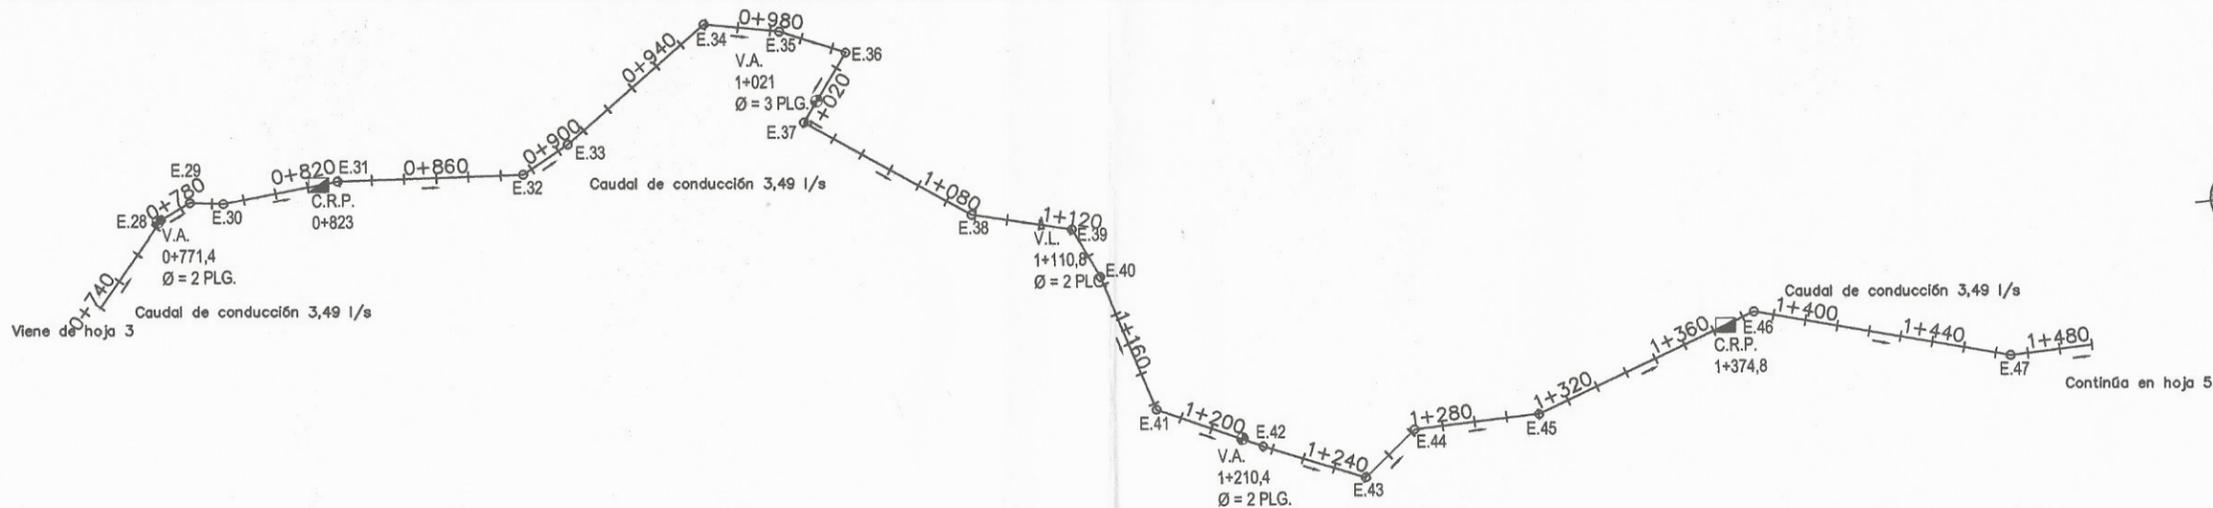 Viene de hoja 3
0+740
Caudal de conducción 3,49 l/s
E.28
V.A.
0+771,4
Ø = 2 PLG.
0+780
E.29
E.30
0+820
C.R.P.
0+823
E.31
0+860
E.32
0+900
E.33
Caudal de conducción 3,49 l/s
0+940
E.34
0+980
E.35
E.36
V.A.
1+021
Ø = 3 PLG.
1+020
E.37
1+080
E.38
V.L.
1+110,8
Ø = 2 PLG
1+120
E.39
E.40
1+160
E.41
1+200
V.A.
1+210,4
Ø = 2 PLG.
E.42
1+240
E.43
E.44
1+280
E.45
1+320
1+360
C.R.P.
1+374,8
E.46
Caudal de conducción 3,49 l/s
1+400
1+440
E.47
1+480
Continúa en hoja 5